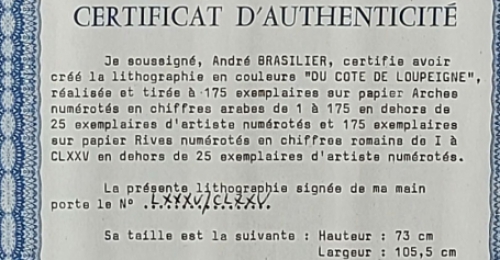 CERTIFICAT D'AUTHENTICITÉ
Je soussigné, André BRASILIER, certifie avoir
créé la lithographie en couleurs "DU COTE DE LOUPEIGNE",
réalisée et tirée à 175 exemplaires sur papier Arches
numérotés en chiffres arabes de 1 à 175 en dehors de
25 exemplaires d'artiste numérotés et 175 exemplaires
sur papier Rives numérotés en chiffres romains de I à
CLXXV en dehors de 25 exemplaires d'artiste numérotés.
La présente lithographie signée de ma main
porte le N° LXXXV/CLXXV.
Sa taille est la suivante : Hauteur : 73 cm
Largeur : 105,5 cm